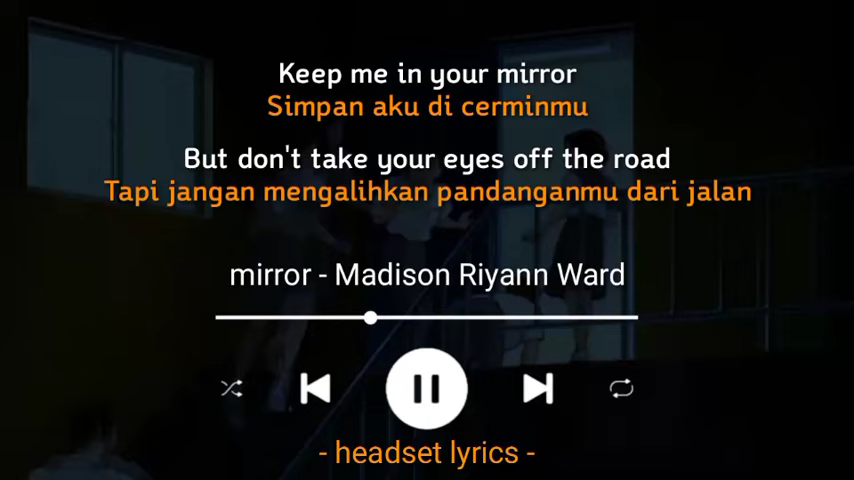 Keep me in your mirror
Simpan aku di cerminmu
But don't take your eyes off the road
Tapi jangan mengalihkan pandanganmu dari jalan
mirror - Madison Riyann Ward
- headset lyrics -